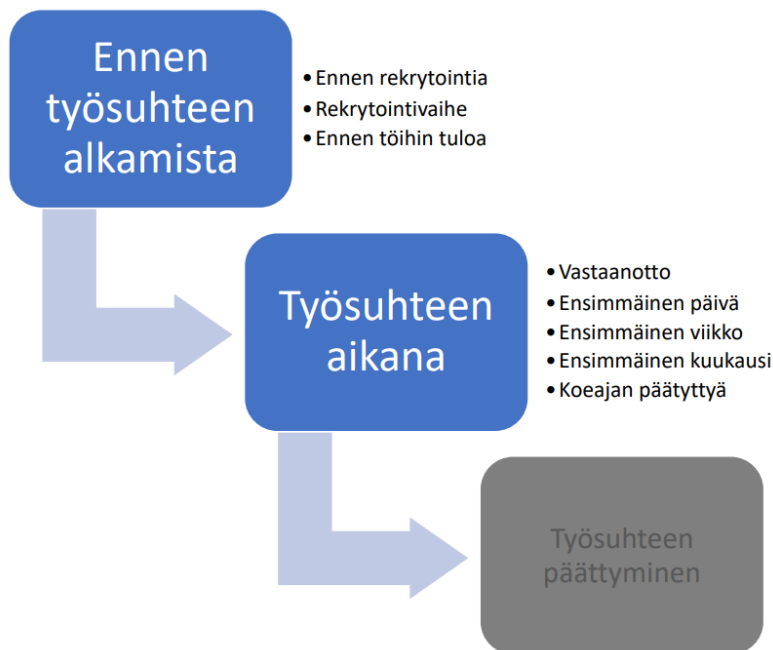 Ennen
työsuhteen
alkamista
• Ennen rekrytointia
• Rekrytointivaihe
• Ennen töihin tuloa
Työsuhteen
aikana
• Vastaanotto
• Ensimmäinen päivä
• Ensimmäinen viikko
• Ensimmäinen kuukausi
• Koeajan päätyttyä
Työsuhteen
päättyminen